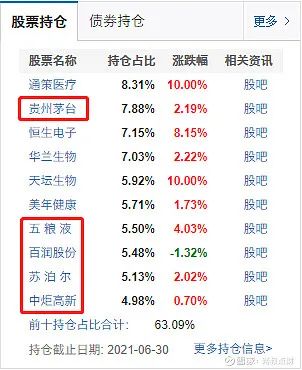 股票持仓 债券持仓 更多 >
股票名称 持仓占比 涨跌幅 相关资讯
通策医疗 8.31% 10.00% 股吧
贵州茅台 7.88% 2.19% 股吧
恒生电子 7.15% 8.15% 股吧
华兰生物 7.03% 2.22% 股吧
天坛生物 5.92% 10.00% 股吧
美年健康 5.71% 1.73% 股吧
五 粮 液 5.50% 4.03% 股吧
百润股份 5.48% -1.32% 股吧
苏 泊 尔 5.13% 2.02% 股吧
中炬高新 4.98% 0.70% 股吧
前十持仓占比合计: 63.09%
持仓截止日期: 2021-06-30 更多持仓信息>